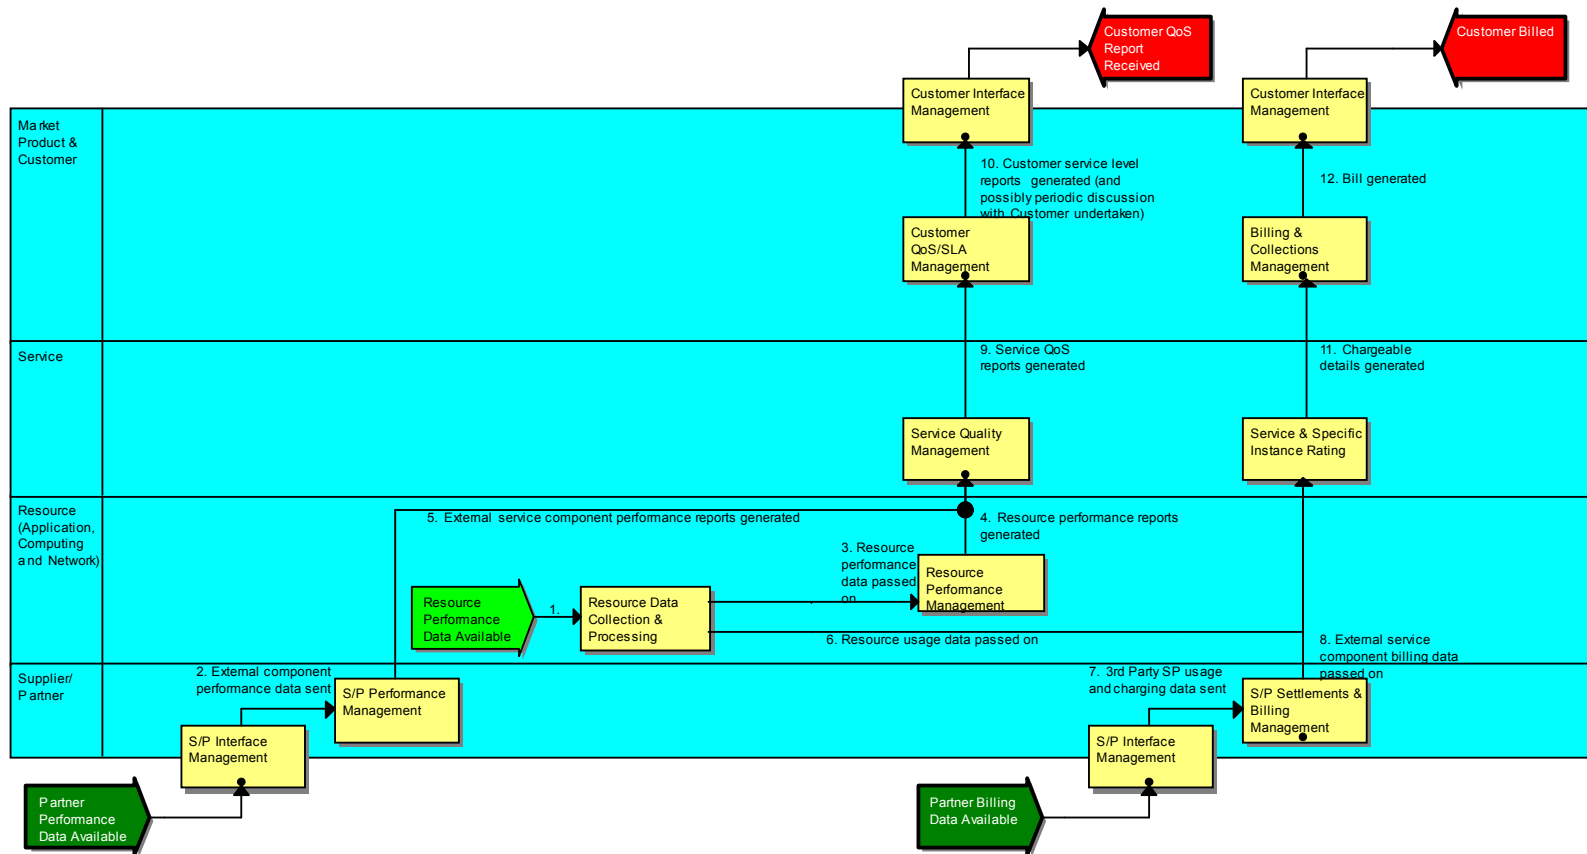 Customer QoS
Report
Received
Customer Billed
Customer Interface
Management
Customer Interface
Management
Market
Product &
Customer
10. Customer service level
reports generated (and
possibly periodic discussion
with Customer undertaken)
12. Bill generated
Customer
QoS/SLA
Management
Billing &
Collections
Management
Service
9. Service QoS
reports generated
11. Chargeable
details generated
Service Quality
Management
Service & Specific
Instance Rating
Resource
(Application,
Computing
and Network)
5. External service component performance reports generated
4. Resource performance reports
generated
3. Resource
performance
data passed
on
Resource
Performance
Management
Resource
Performance
Data Available
1.
Resource Data
Collection &
Processing
6. Resource usage data passed on
8. External service
component billing data
passed on
Supplier/
Partner
2. External component
performance data sent
S/P Performance
Management
7. 3rd Party SP usage
and charging data sent
S/P Settlements &
Billing
Management
S/P Interface
Management
S/P Interface
Management
Partner
Performance
Data Available
Partner Billing
Data Available